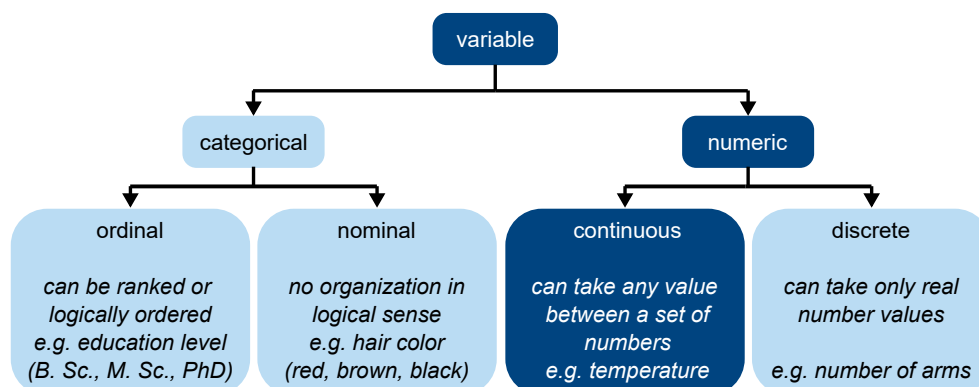 variable
categorical
numeric
ordinal
can be ranked or
logically ordered
e.g. education level
(B. Sc., M. Sc., PhD)
nominal
no organization in
logical sense
e.g. hair color
(red, brown, black)
continuous
can take any value
between a set of
numbers
e.g. temperature
discrete
can take only real
number values
e.g. number of arms